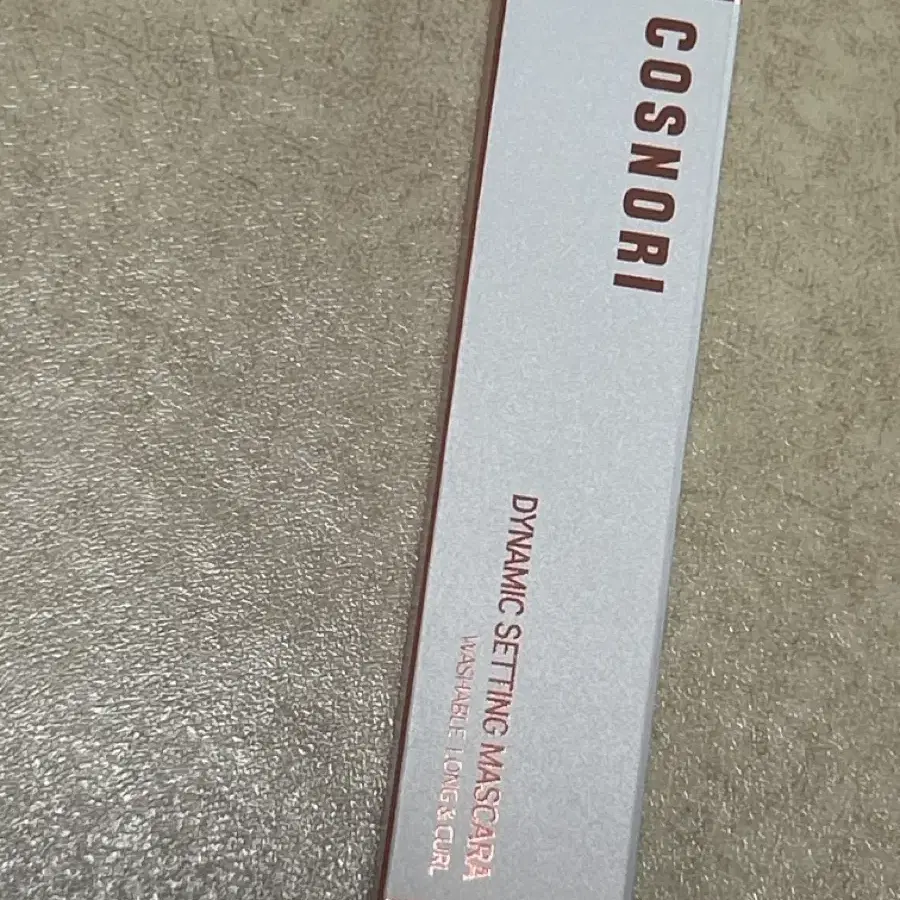 COSNORI
DYNAMIC SETTING MASCARA
WASHABLE LONG & CURL